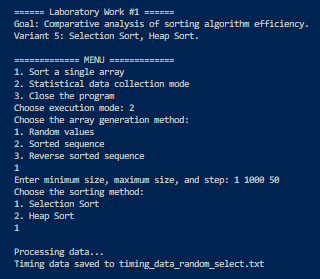 ====== Laboratory Work #1 ======
Goal: Comparative analysis of sorting algorithm efficiency.
Variant 5: Selection Sort, Heap Sort.
============= MENU =============
1. Sort a single array
2. Statistical data collection mode
3. Close the program
Choose execution mode: 2
Choose the array generation method:
1. Random values
2. Sorted sequence
3. Reverse sorted sequence
1
Enter minimum size, maximum size, and step: 1 1000 50
Choose the sorting method:
1. Selection Sort
2. Heap Sort
1
Processing data...
Timing data saved to timing_data_random_select.txt